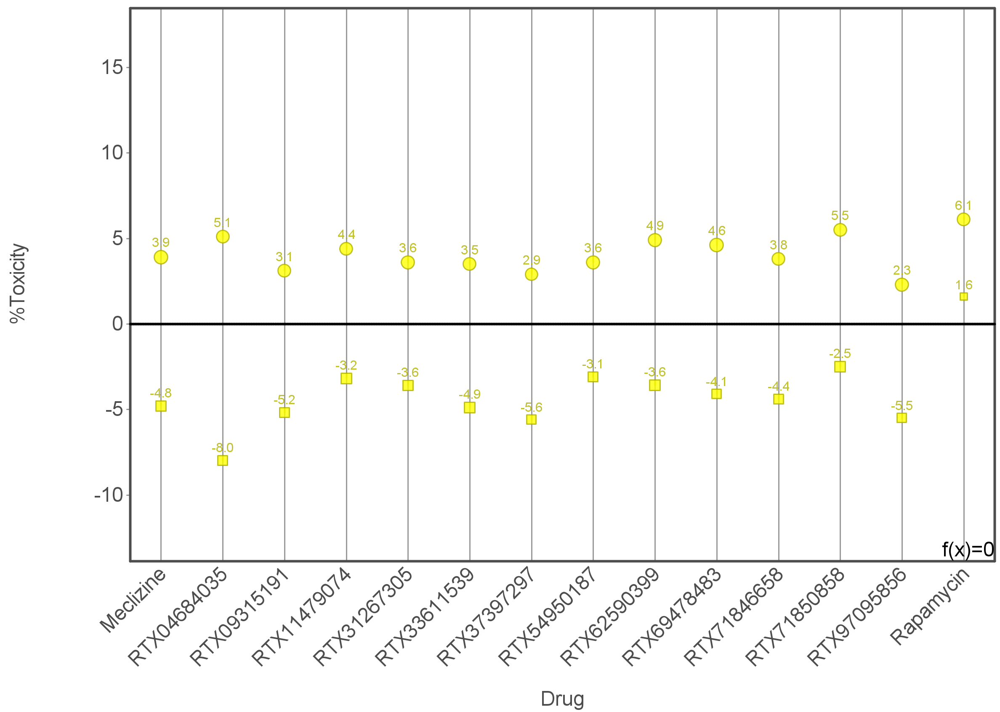 %Toxicity
15
10
5
0
-5
-10
3.9
5.1
3.1
4.4
3.6
3.5
2.9
3.6
4.9
4.6
3.8
5.5
2.3
6.1
1.6
-4.8
-8.0
-5.2
-3.2
-3.6
-4.9
-5.6
-3.1
-3.6
-4.1
-4.4
-2.5
-5.5
f(x)=0
Meclizine
RTX04684035
RTX09315191
RTX11479074
RTX31267305
RTX33611539
RTX37397297
RTX54950187
RTX62590399
RTX69478483
RTX71846658
RTX71850858
RTX97095856
Rapamycin
Drug